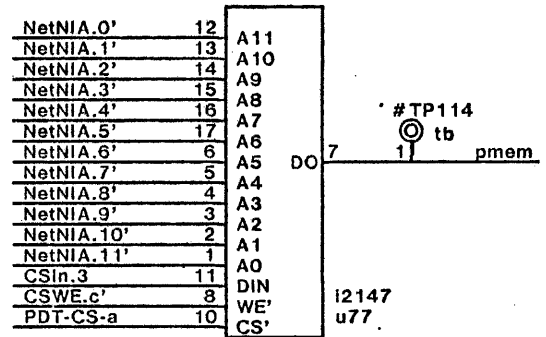 NetNIA.0' 12 A11
NetNIA.1' 13 A10
NetNIA.2' 14 A9
NetNIA.3' 15 A8
NetNIA.4' 16 A7
NetNIA.5' 17 A6
NetNIA.6' 6 A5 DO 7 1 pmem
NetNIA.7' 5 A4
NetNIA.8' 4 A3
NetNIA.9' 3 A2
NetNIA.10' 2 A1
NetNIA.11' 1 A0
CSIn.3 11 DIN
CSWE.c' 8 WE'
PDT-CS-a 10 CS'
#TP114
tb
i2147
u77